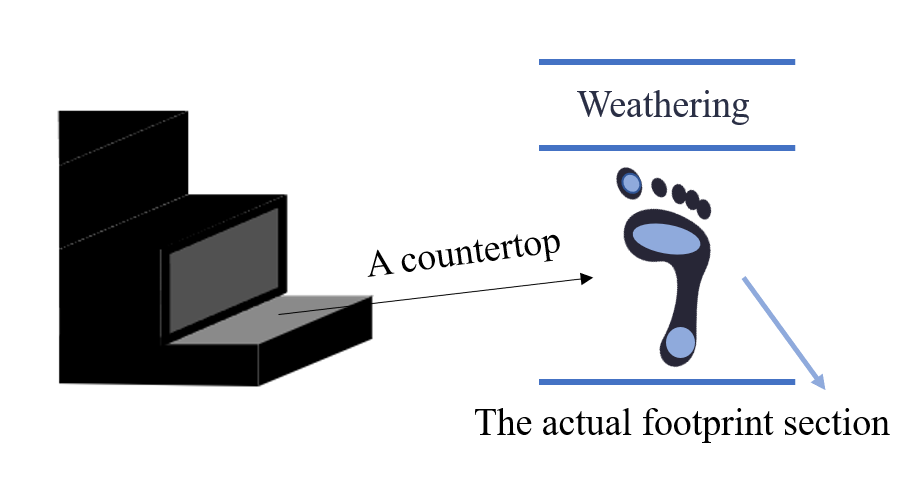 Weathering
A countertop
The actual footprint section